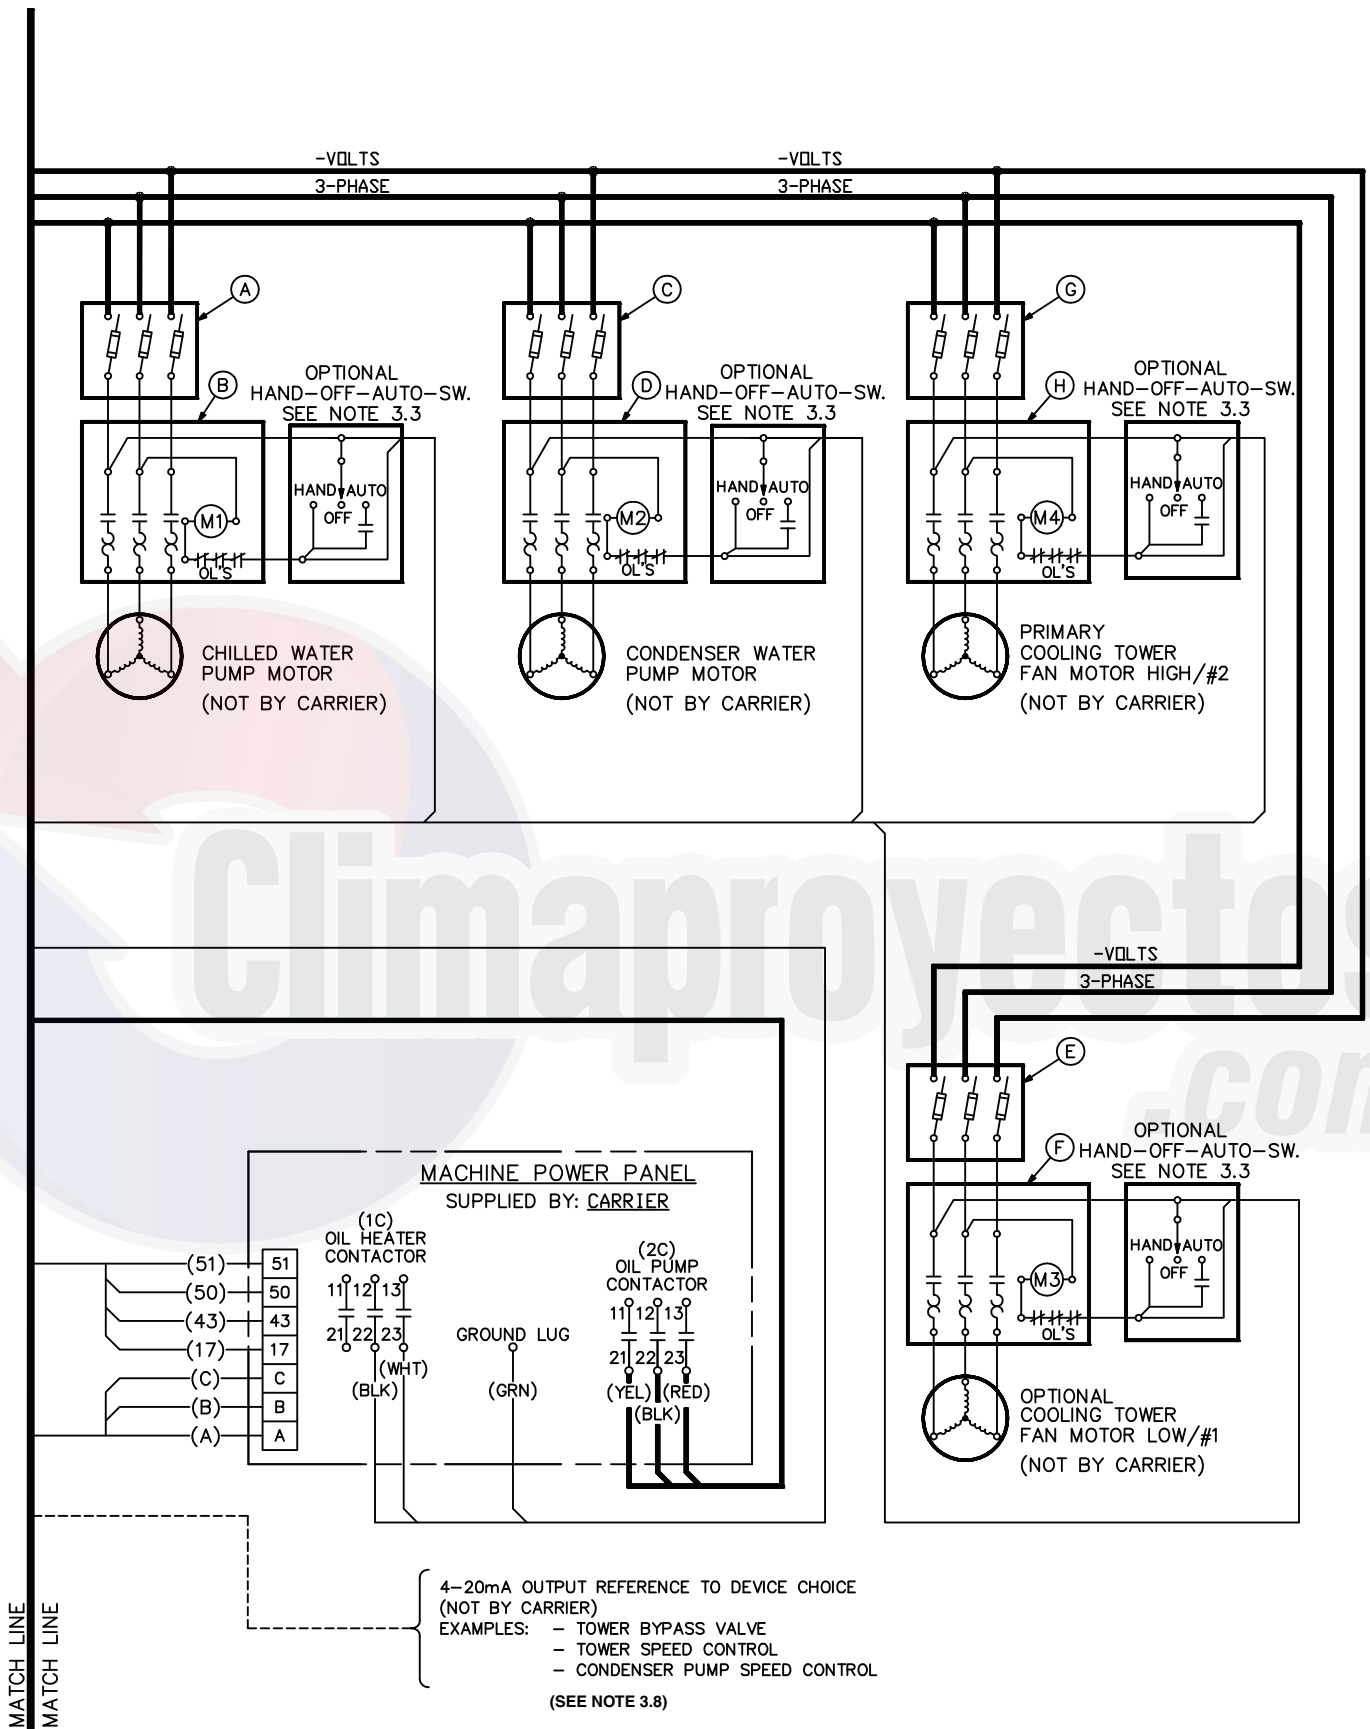 -VOLTS
3-PHASE
-VOLTS
3-PHASE
A
C
G
B
OPTIONAL
HAND-OFF-AUTO-SW.
SEE NOTE 3.3
D
OPTIONAL
HAND-OFF-AUTO-SW.
SEE NOTE 3.3
H
OPTIONAL
HAND-OFF-AUTO-SW.
SEE NOTE 3.3
M1
OL'S
HAND AUTO
OFF
M2
OL'S
HAND AUTO
OFF
M4
OL'S
HAND AUTO
OFF
CHILLED WATER
PUMP MOTOR
(NOT BY CARRIER)
CONDENSER WATER
PUMP MOTOR
(NOT BY CARRIER)
PRIMARY
COOLING TOWER
FAN MOTOR HIGH/#2
(NOT BY CARRIER)
Climaproyectos
.com
-VOLTS
3-PHASE
E
F
OPTIONAL
HAND-OFF-AUTO-SW.
SEE NOTE 3.3
M3
OL'S
HAND AUTO
OFF
OPTIONAL
COOLING TOWER
FAN MOTOR LOW/#1
(NOT BY CARRIER)
MACHINE POWER PANEL
SUPPLIED BY: CARRIER
(1C)
OIL HEATER
CONTACTOR
11 12 13
21 22 23
(WHT)
(BLK)
GROUND LUG
(GRN)
(2C)
OIL PUMP
CONTACTOR
11 12 13
21 22 23
(YEL) (RED)
(BLK)
(51) 51
(50) 50
(43) 43
(17) 17
(C) C
(B) B
(A) A
4-20mA OUTPUT REFERENCE TO DEVICE CHOICE
(NOT BY CARRIER)
EXAMPLES: - TOWER BYPASS VALVE
- TOWER SPEED CONTROL
- CONDENSER PUMP SPEED CONTROL
(SEE NOTE 3.8)
MATCH LINE
MATCH LINE